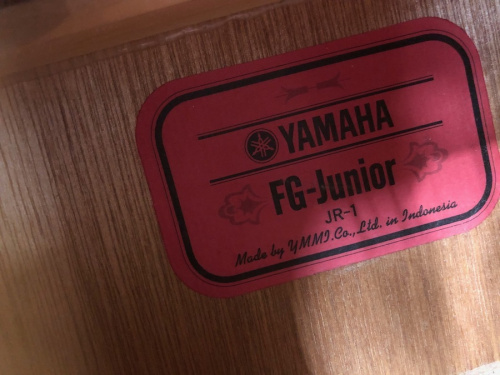 YAMAHA
FG-Junior
JR-1
Made by YMMI.Co.,Ltd. in Indonesia